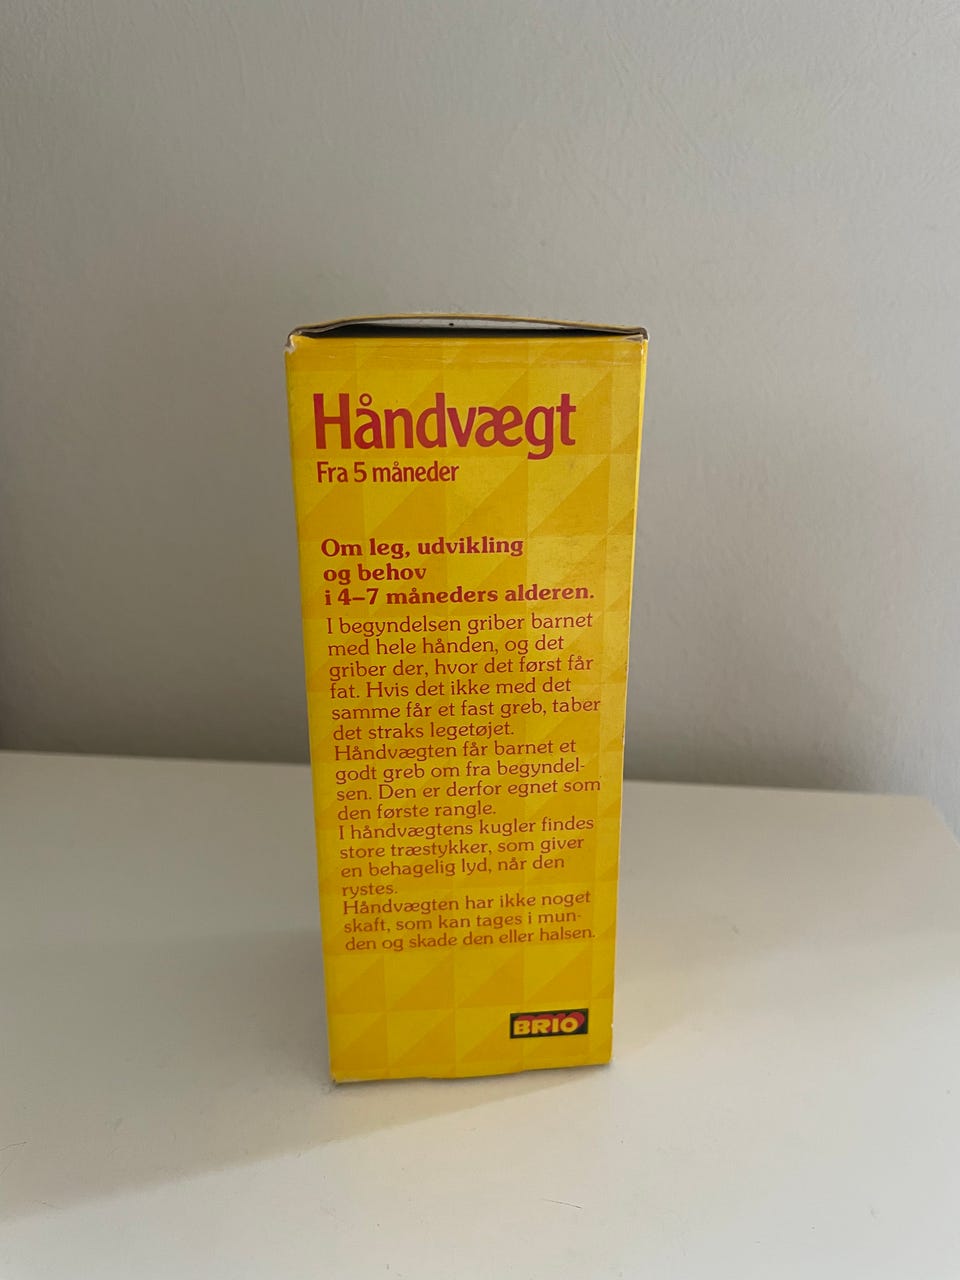 Håndvægt
Fra 5 måneder
Om leg, udvikling
og behov
i 4–7 måneders alderen.
I begyndelsen griber barnet
med hele hånden, og det
griber der, hvor det først får
fat. Hvis det ikke med det
samme får et fast greb, taber
det straks legetøjet.
Håndvægten får barnet et
godt greb om fra begyndel-
sen. Den er derfor egnet som
den første rangle.
I håndvægtens kugler findes
store træstykker, som giver
en behagelig lyd, når den
rystes.
Håndvægten har ikke noget
skaft, som kan tages i mun-
den og skade den eller halsen.
BRIO